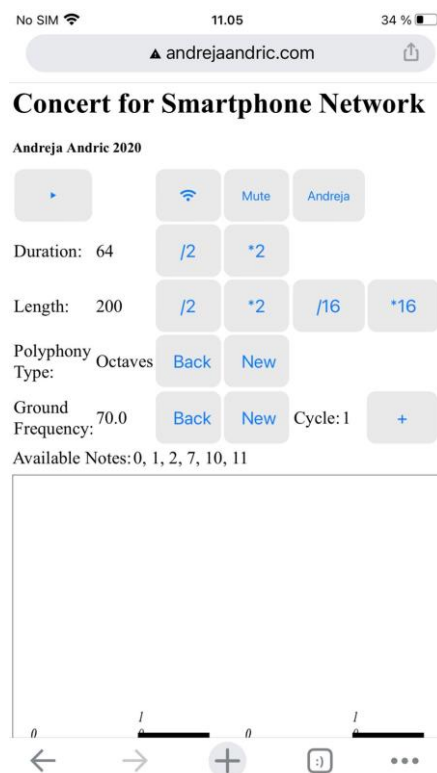 No SIM 11.05 34 %
andrejaandric.com
Concert for Smartphone Network
Andreja Andric 2020
Mute Andreja
Duration: 64 /2 *2
Length: 200 /2 *2 /16 *16
Polyphony Type: Octaves Back New
Ground Frequency: 70.0 Back New Cycle: 1 +
Available Notes: 0, 1, 2, 7, 10, 11
1 1
0 0